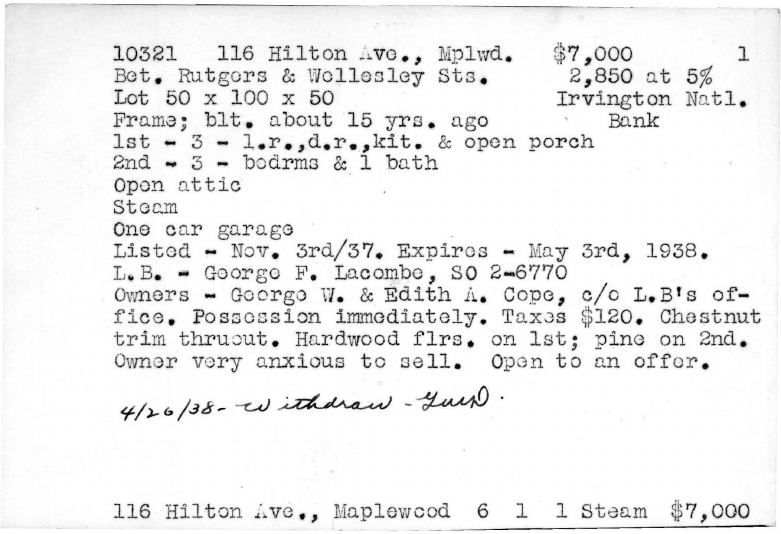 10321 116 Hilton Ave., Mplwd. $7,000 1
Bet. Rutgers & Wellesley Sts. 2,850 at 5%
Lot 50 x 100 x 50 Irvington Natl.
Frame; blt. about 15 yrs. ago Bank
1st - 3 - l.r.,d.r.,kit. & open porch
2nd - 3 - bedrms & 1 bath
Open attic
Steam
One car garage
Listed - Nov. 3rd/37. Expires - May 3rd, 1938.
L.B. - George F. Lacombe, SO 2-6770
Owners - George W. & Edith A. Cope, c/o L.B's of-
fice. Possession immediately. Taxes $120. Chestnut
trim thruout. Hardwood flrs. on 1st; pine on 2nd.
Owner very anxious to sell. Open to an offer.
4/26/38 - Withdraw -
116 Hilton Ave., Maplewood 6 1 1 Steam $7,000